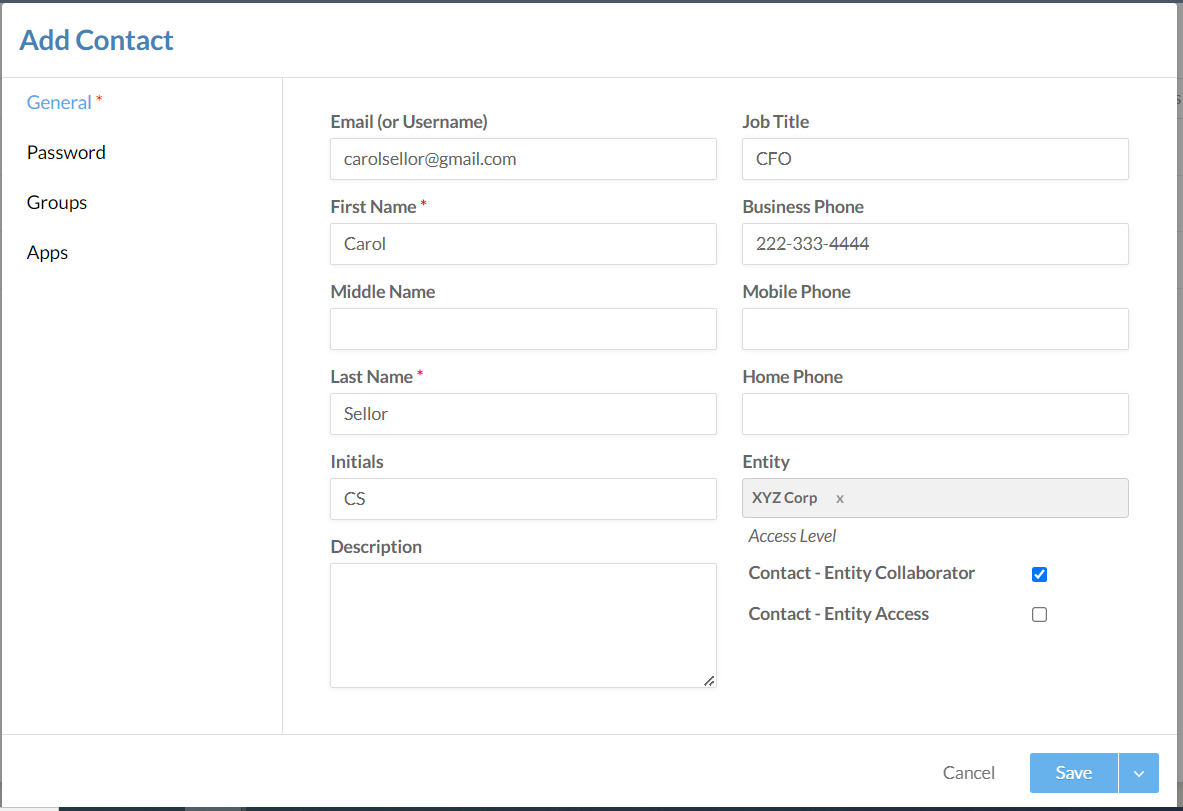 Add Contact
General *
Password
Groups
Apps
Email (or Username)
carolsellor@gmail.com
First Name *
Carol
Middle Name
Last Name *
Sellor
Initials
CS
Description
Job Title
CFO
Business Phone
222-333-4444
Mobile Phone
Home Phone
Entity
XYZ Corp x
Access Level
Contact - Entity Collaborator
Contact - Entity Access
Cancel
Save